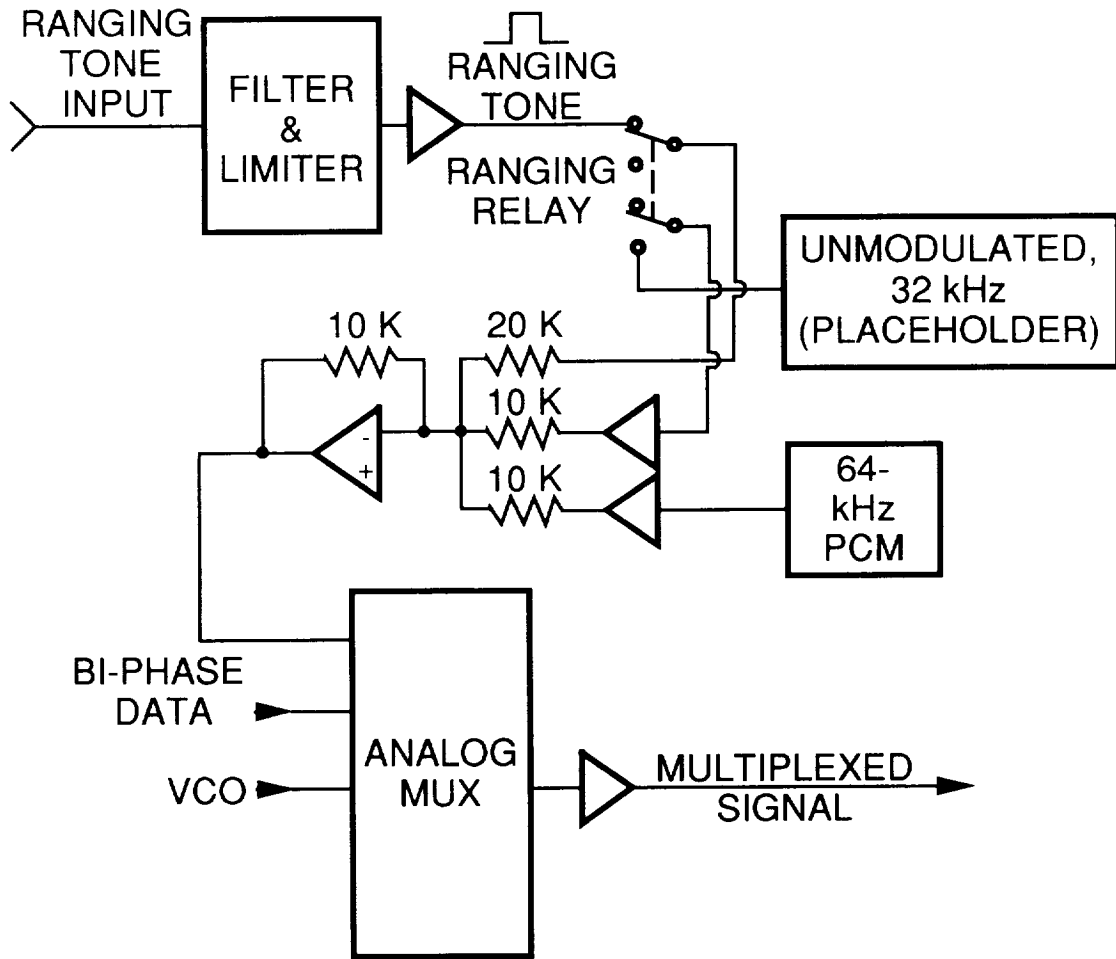 RANGING
TONE
INPUT
FILTER
&
LIMITER
RANGING
TONE
RANGING
RELAY
UNMODULATED,
32 kHz
(PLACEHOLDER)
10 K
20 K
10 K
10 K
-
+
64-
kHz
PCM
BI-PHASE
DATA
VCO
ANALOG
MUX
MULTIPLEXED
SIGNAL